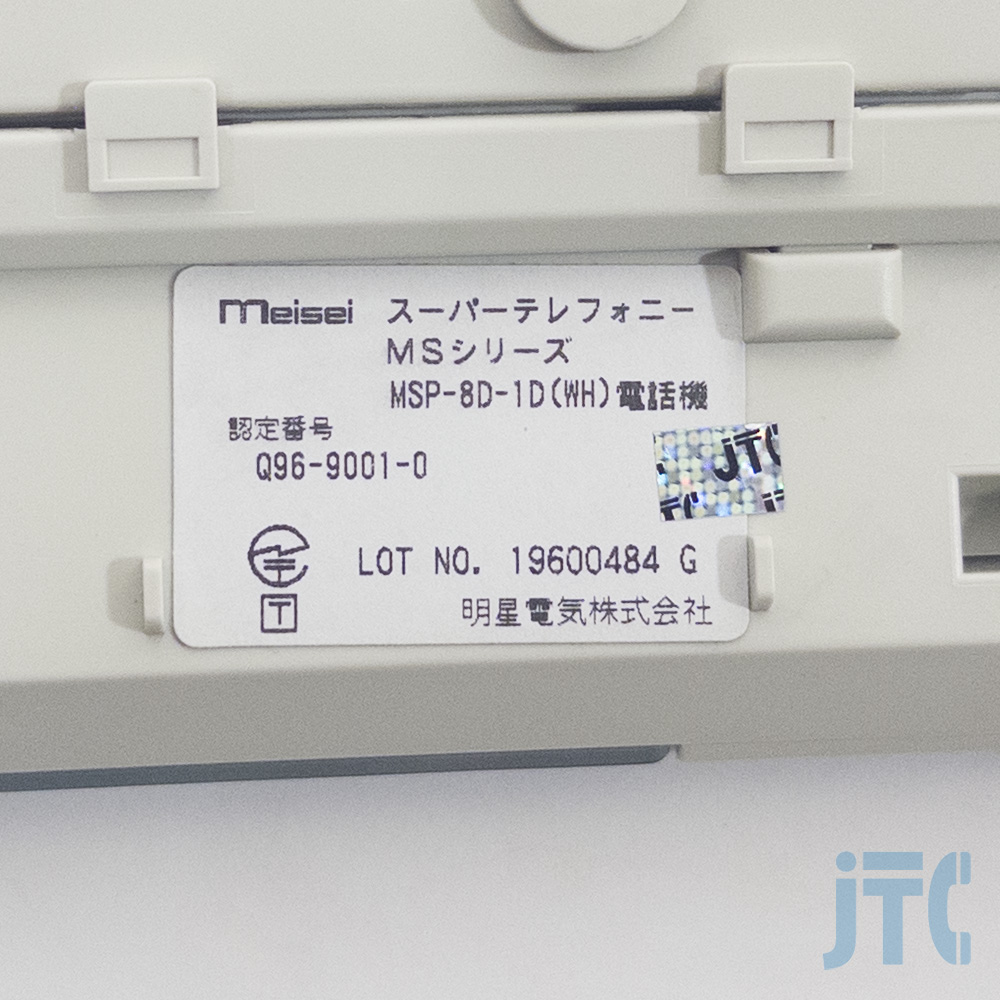 Meisei スーパーテレフォニー
MSシリーズ
MSP-8D-1D(WH)電話機
認定番号
Q96-9001-0
JTC
LOT NO. 19600484 G
T
明星電気株式会社
JTC